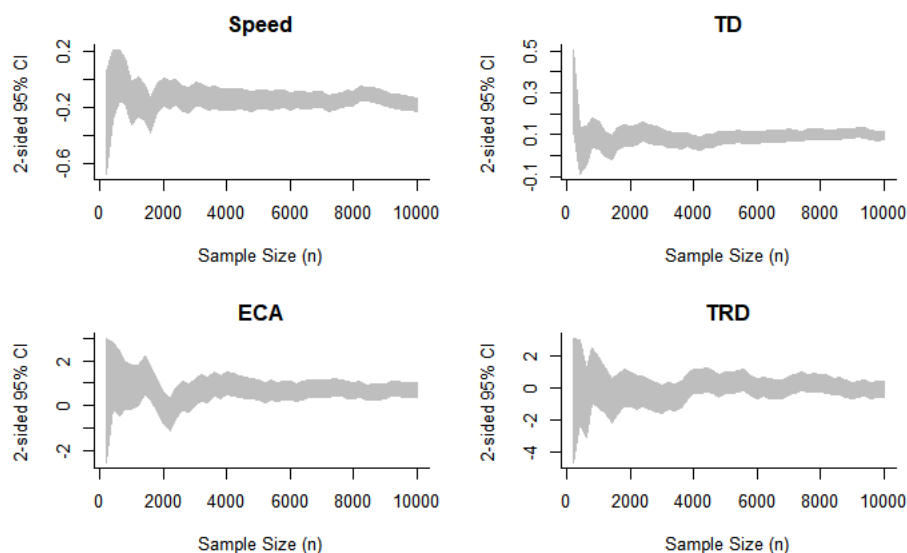 Speed
2-sided 95% CI
0.2
-0.2
-0.6
0 2000 4000 6000 8000 10000
Sample Size (n)
TD
2-sided 95% CI
0.5
0.3
0.1
-0.1
0 2000 4000 6000 8000 10000
Sample Size (n)
ECA
2-sided 95% CI
2
0
-2
0 2000 4000 6000 8000 10000
Sample Size (n)
TRD
2-sided 95% CI
2
0
-2
-4
0 2000 4000 6000 8000 10000
Sample Size (n)